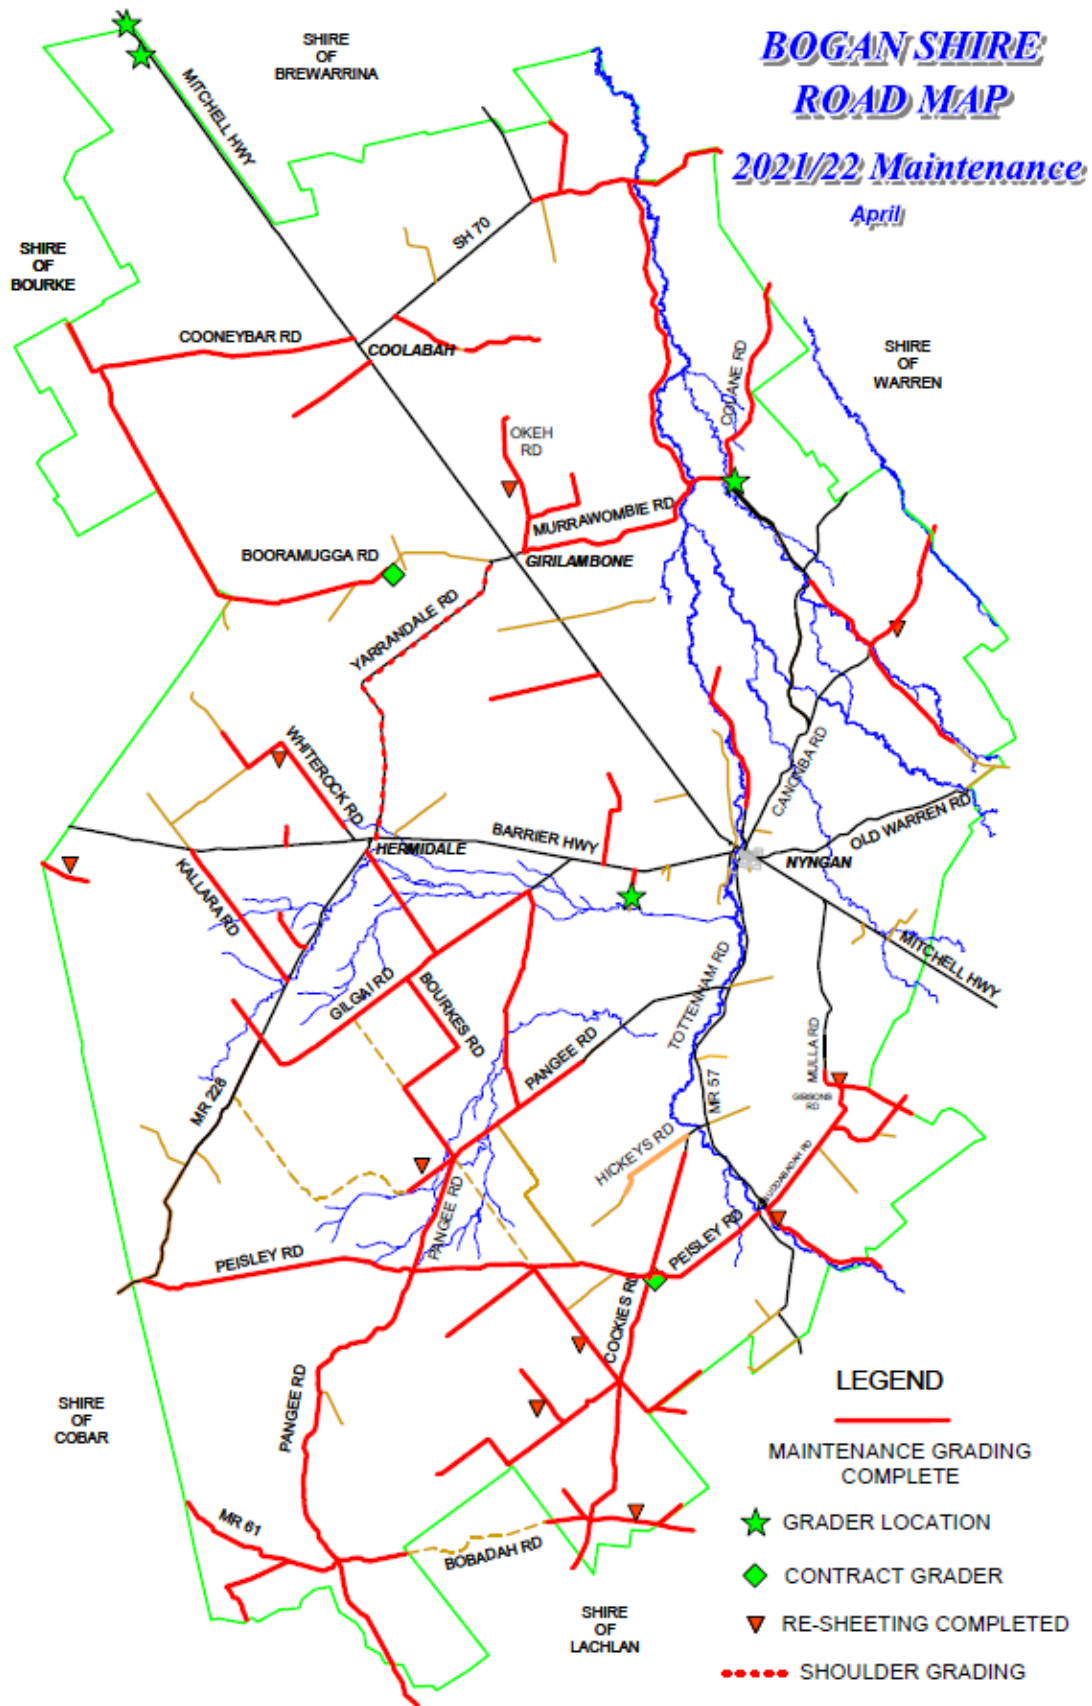 BOGAN SHIRE
ROAD MAP
2021/22 Maintenance
April
SHIRE
OF
BREWARRINA
MITCHELL HWY
SH 70
SHIRE
OF
BOURKE
COONEYBAR RD
COOLABAH
SHIRE
OF
WARREN
COUANE RD
OKEH
RD
MURRAWOMBIE RD
BOORAMUGGA RD
GIRILAMBONE
YARRANDALE RD
WHITEROCK RD
CANONBA RD
BARRIER HWY
OLD WARREN RD
HERMIDALE
NYNGAN
KALLARA RD
MITCHELL HWY
GILGAI RD
BOURKES RD
TOTTENHAM RD
PANGEE RD
MULLA RD
MR 228
MR 57
GIBSONS
RD
HICKEYS RD
PANGEE RD
PEISLEY RD
PEISLEY RD
COCKIES RD
PANGEE RD
SHIRE
OF
COBAR
MR 61
BOBADAH RD
SHIRE
OF
LACHLAN
LEGEND
MAINTENANCE GRADING
COMPLETE
GRADER LOCATION
CONTRACT GRADER
RE-SHEETING COMPLETED
SHOULDER GRADING